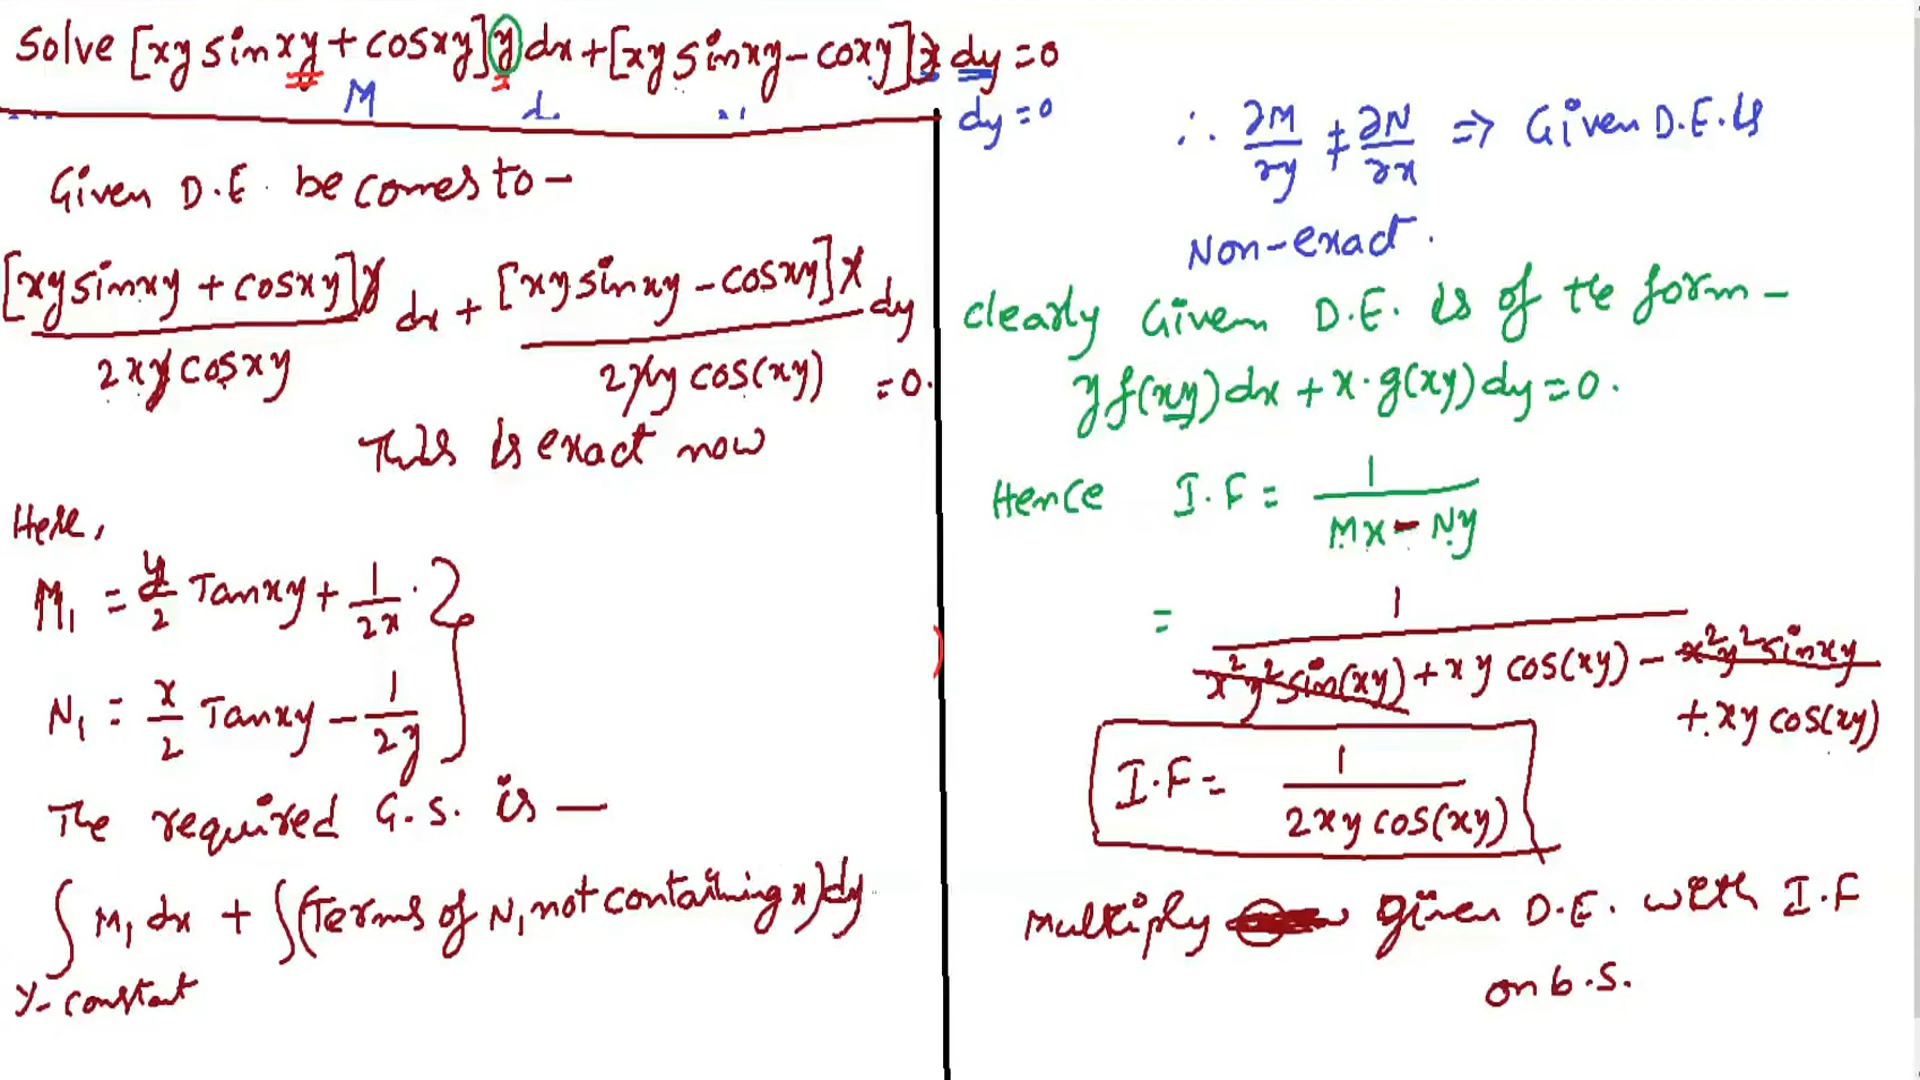 Solve [xy sin xy + cos xy] y dx + [xy sin xy - co xy] x dy = 0
M
dy = 0
Given D.E. becomes to -
[xy sin xy + cos xy] y / 2xy cos xy dx + [xy sin xy - cos xy] x / 2xy cos(xy) dy = 0.
This is exact now
Here,
M₁ = y/2 Tan xy + 1/2x .
N₁ = x/2 Tan xy - 1/2y
The required G.S. is —
∫ M₁ dx + ∫ (Terms of N₁ not containing x) dy
y-constant
∴ ∂M/∂y ≠ ∂N/∂x ⇒ Given D.E. is
Non-exact.
clearly Given D.E. is of the form -
y f(xy) dx + x · g(xy) dy = 0.
Hence I.F = 1 / Mx - Ny
= 1 / x²y² sin(xy) + xy cos(xy) - x²y² sin xy
+ xy cos(xy)
I.F = 1 / 2xy cos(xy)
Multiply given D.E. with I.F
on b.S.